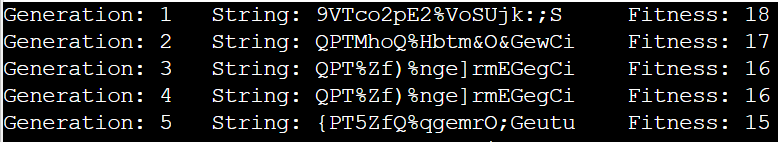 Generation: 1 String: 9VTco2pE2%VoSUjk:;S Fitness: 18
Generation: 2 String: QPTMhoQ%Hbtm&O&GewCi Fitness: 17
Generation: 3 String: QPT%Zf)%nge]rmEGegCi Fitness: 16
Generation: 4 String: QPT%Zf)%nge]rmEGegCi Fitness: 16
Generation: 5 String: {PT5ZfQ%qgemrO;Geutu Fitness: 15